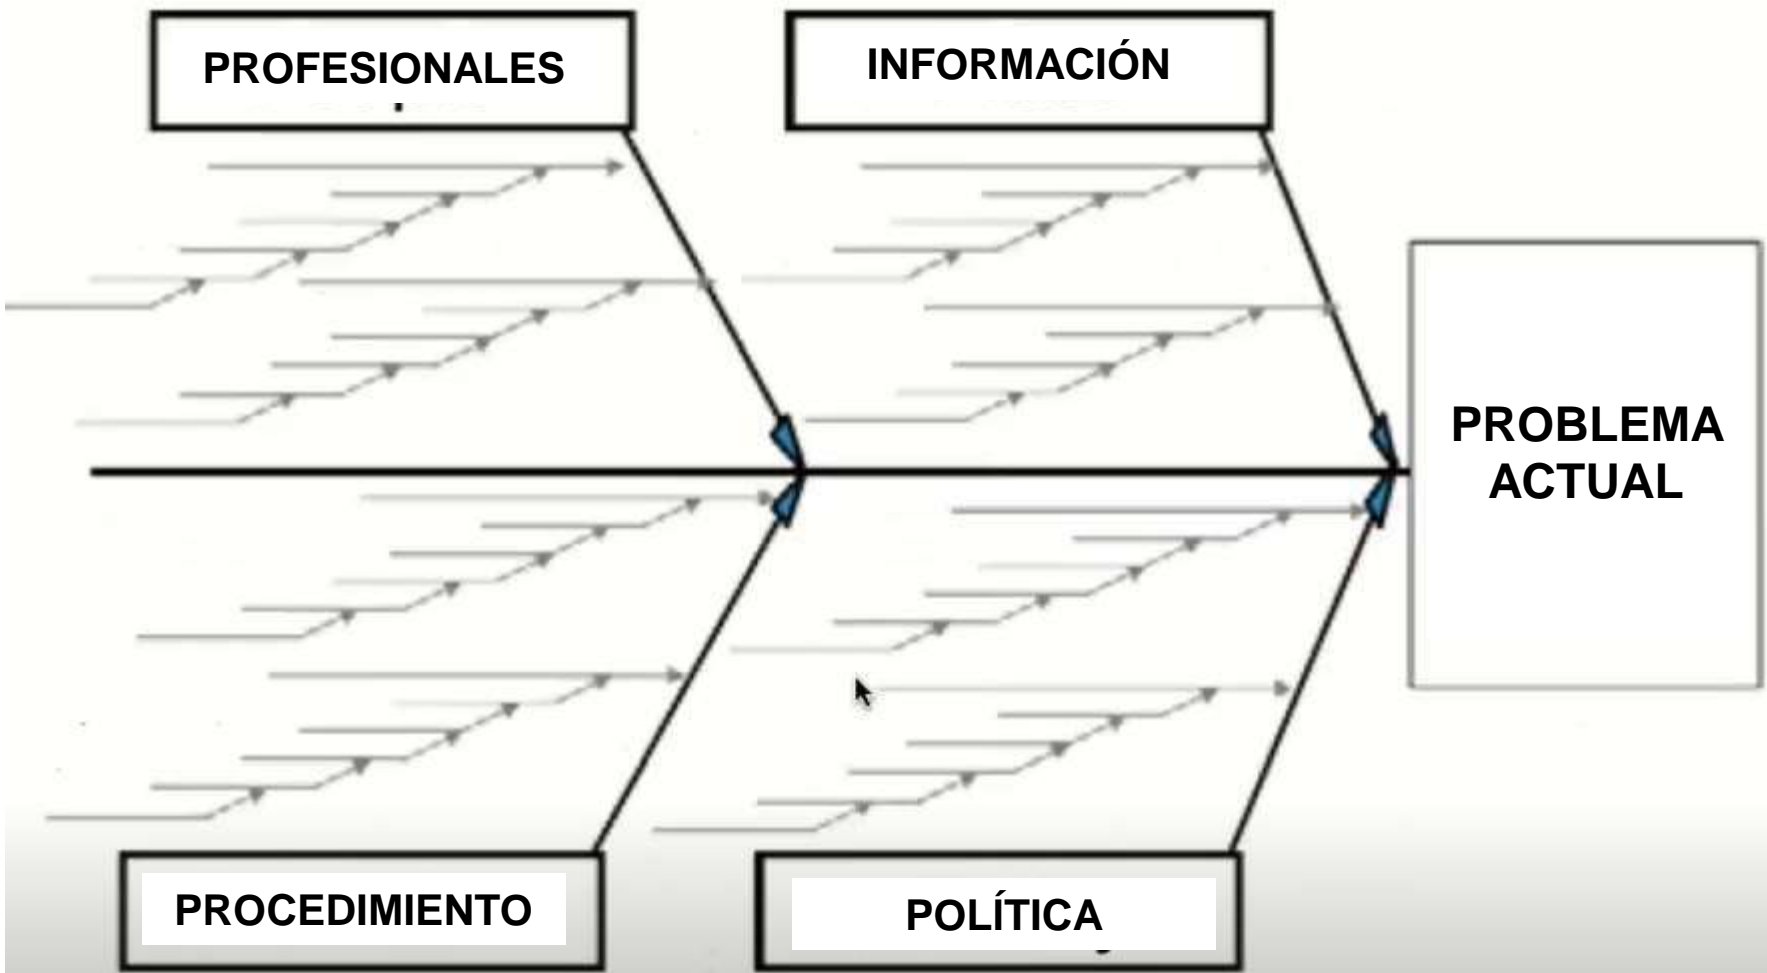 PROFESIONALES
INFORMACIÓN
PROBLEMA
ACTUAL
PROCEDIMIENTO
POLÍTICA